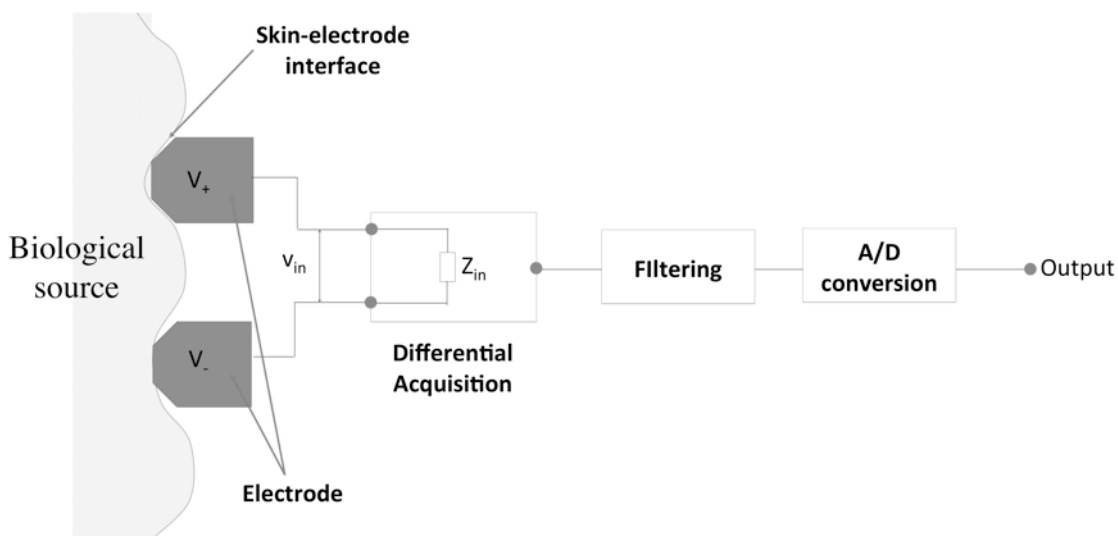 Skin-electrode
interface
V+
Biological
source
vin
Zin
FIltering
A/D
conversion
Output
Differential
Acquisition
V-
Electrode